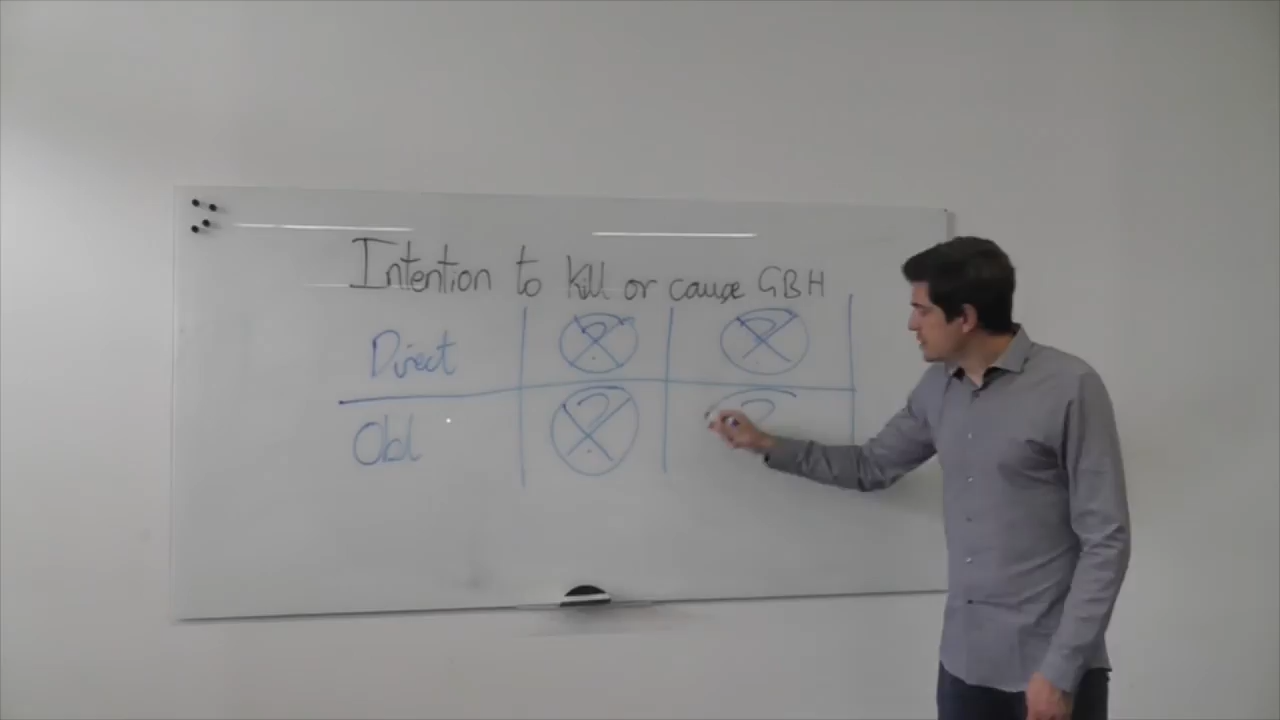 Intention to kill or cause GBH
Direct ? ?
Obl ? ?